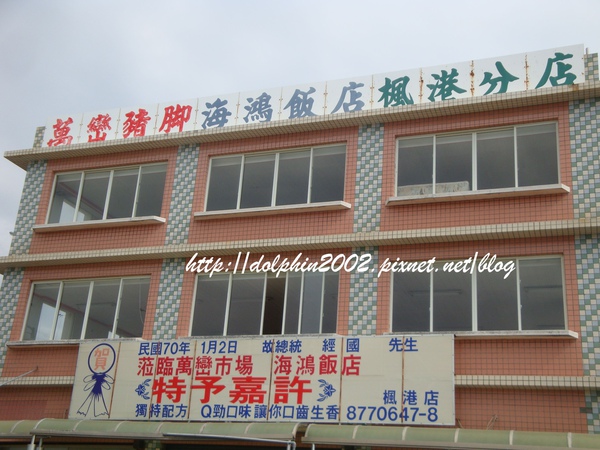 萬巒豬脚海鴻飯店楓港分店
http://dolphin2002.pixnet.net/blog
賀
民國70年 1月2日 故總統 經國 先生
蒞臨萬巒市場 海鴻飯店
特予嘉許
楓港店
獨特配方 Q勁口味讓你口齒生香 8770647-8